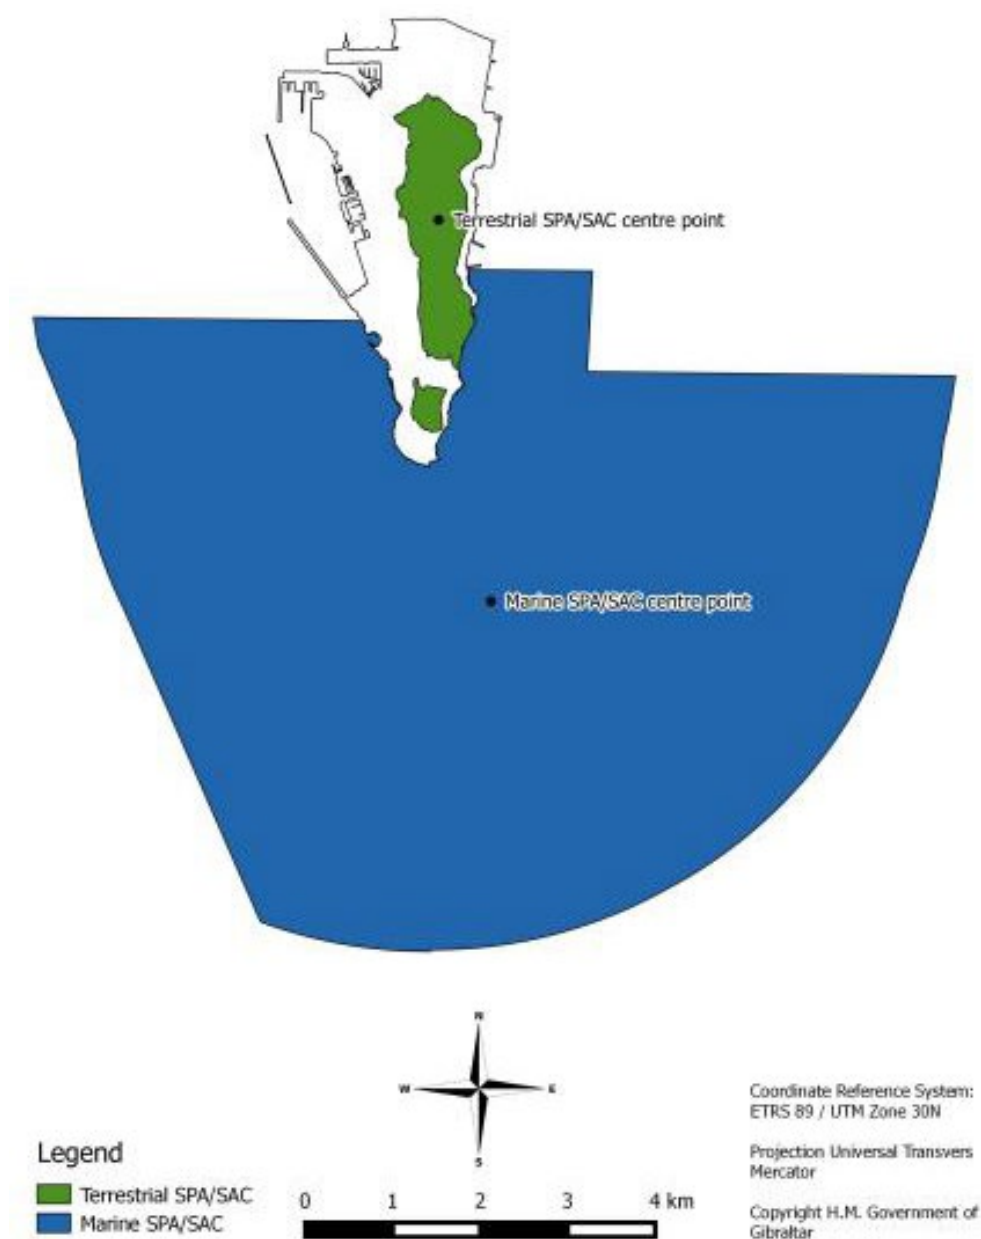 Terrestrial SPA/SAC centre point
Marine SPA/SAC centre point
N
W E
S
Coordinate Reference System:
ETRS 89 / UTM Zone 30N
Projection Universal Transvers
Mercator
Copyright H.M. Government of
Gibraltar
Legend
Terrestrial SPA/SAC
Marine SPA/SAC
0 1 2 3 4 km